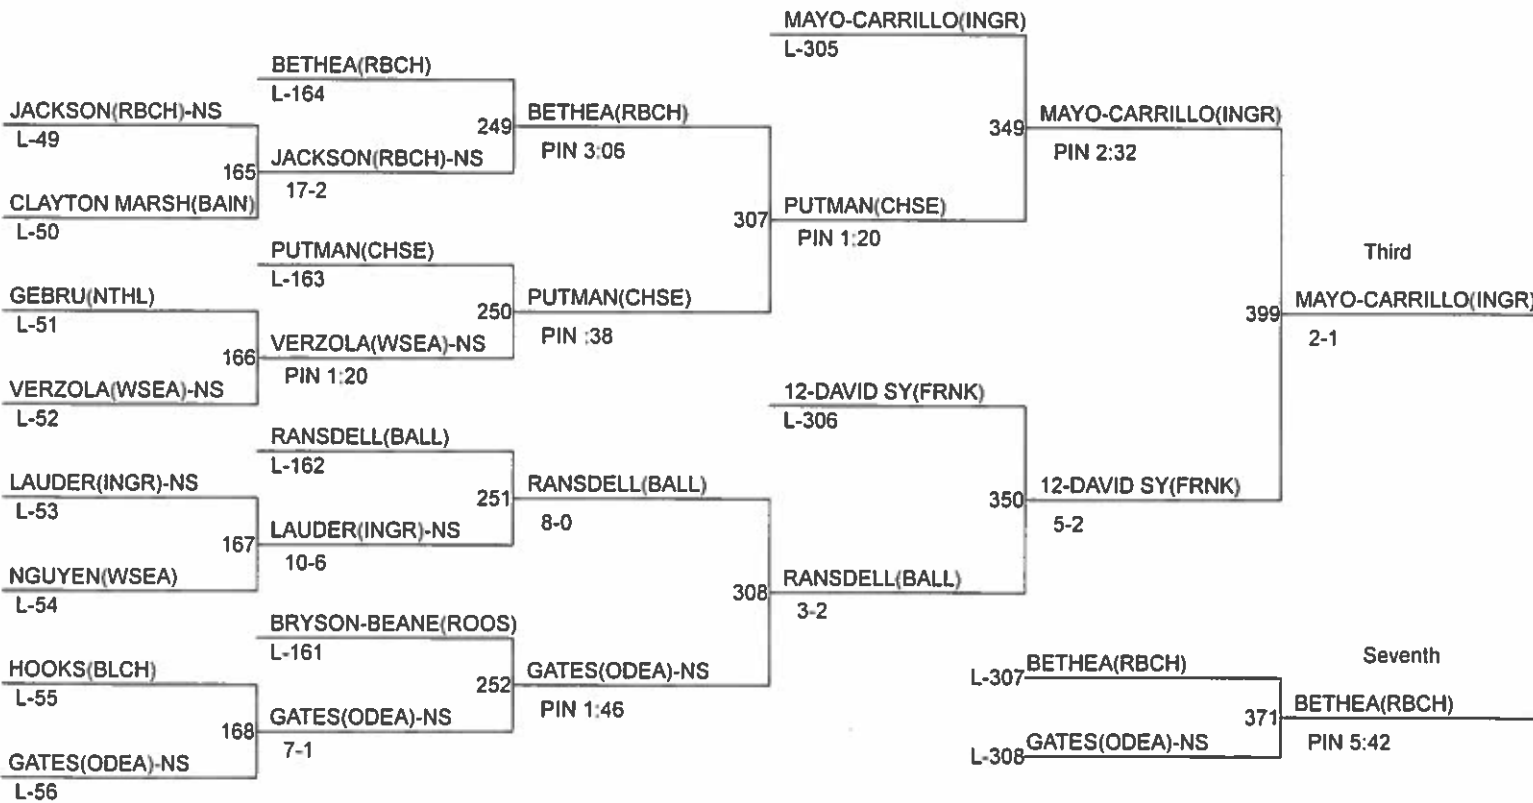 MAYO-CARRILLO(INGR)
L-305
BETHEA(RBCH)
L-164
JACKSON(RBCH)-NS
L-49
249
BETHEA(RBCH)
PIN 3:06
349
MAYO-CARRILLO(INGR)
PIN 2:32
165
JACKSON(RBCH)-NS
17-2
CLAYTON MARSH(BAIN)
L-50
307
PUTMAN(CHSE)
PIN 1:20
PUTMAN(CHSE)
L-163
Third
GEBRU(NTHL)
L-51
250
PUTMAN(CHSE)
PIN :38
399
MAYO-CARRILLO(INGR)
2-1
166
VERZOLA(WSEA)-NS
PIN 1:20
VERZOLA(WSEA)-NS
L-52
12-DAVID SY(FRNK)
L-306
RANSDELL(BALL)
L-162
LAUDER(INGR)-NS
L-53
251
RANSDELL(BALL)
8-0
350
12-DAVID SY(FRNK)
5-2
167
LAUDER(INGR)-NS
10-6
NGUYEN(WSEA)
L-54
308
RANSDELL(BALL)
3-2
BRYSON-BEANE(ROOS)
L-161
HOOKS(BLCH)
L-55
252
GATES(ODEA)-NS
PIN 1:46
L-307
BETHEA(RBCH)
Seventh
168
GATES(ODEA)-NS
7-1
371
BETHEA(RBCH)
PIN 5:42
GATES(ODEA)-NS
L-56
L-308
GATES(ODEA)-NS